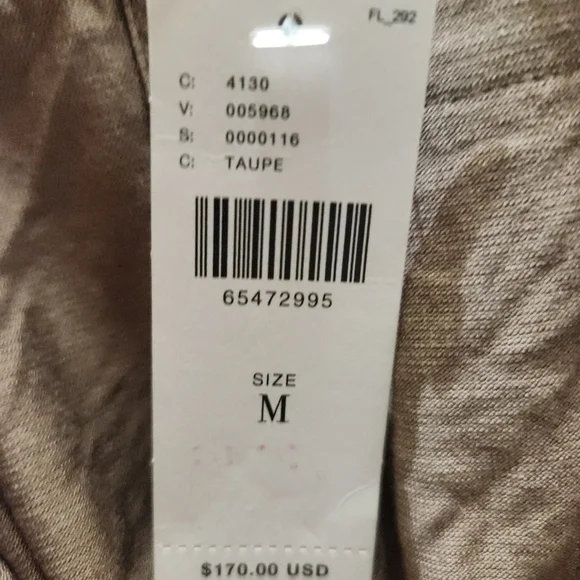 FL_292
C: 4130
V: 005968
S: 0000116
C: TAUPE
65472995
SIZE
M
$170.00 USD